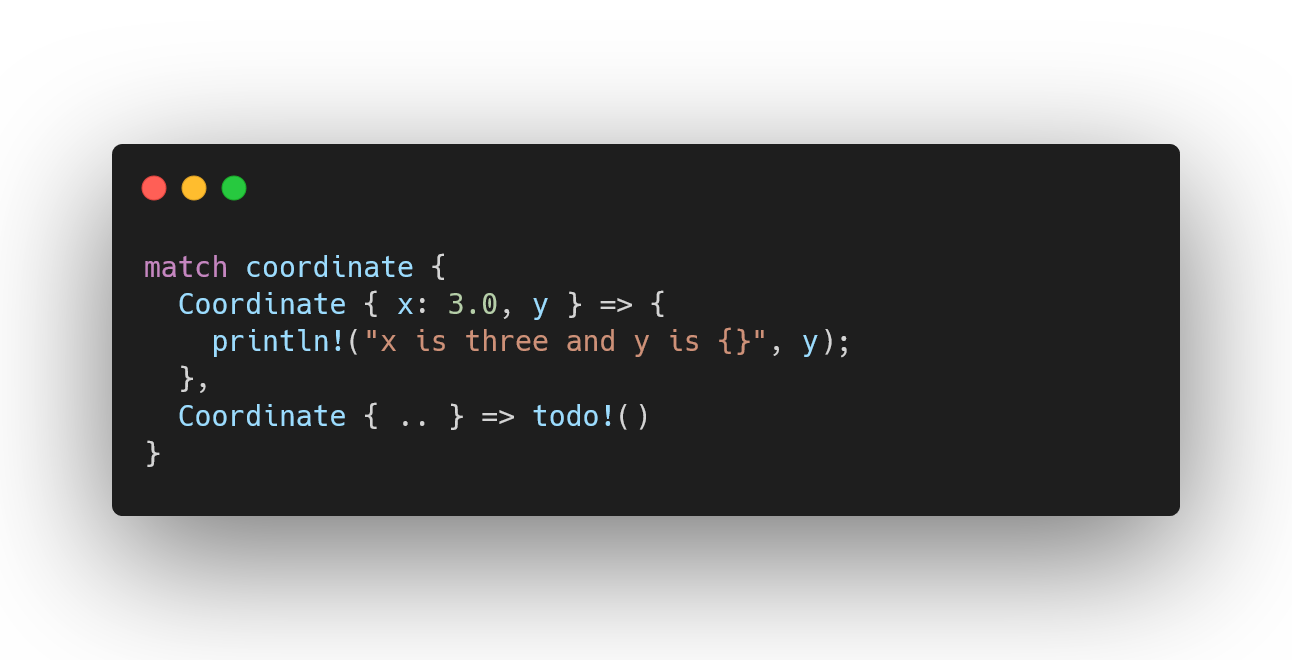 match coordinate {
  Coordinate { x: 3.0, y } => {
    println!("x is three and y is {}", y);
  },
  Coordinate { .. } => todo!()
}